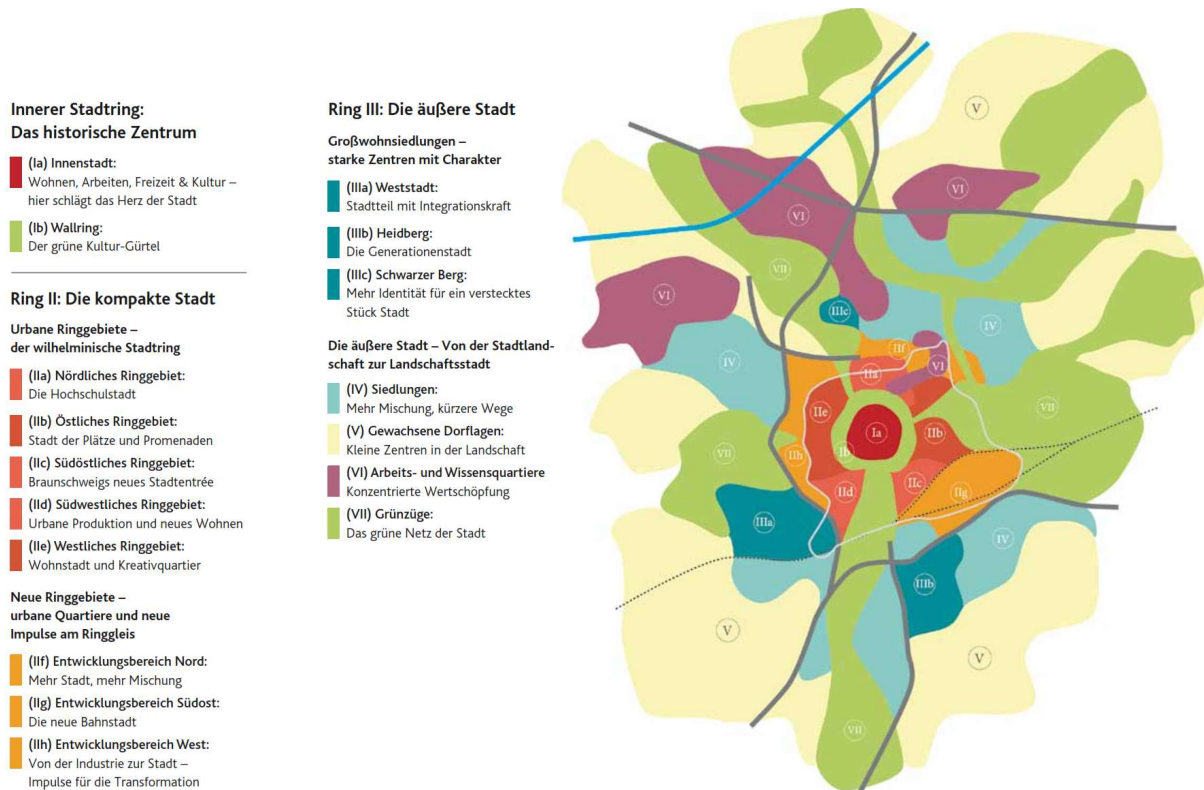 Innerer Stadtring:
Das historische Zentrum
(Ia) Innenstadt:
Wohnen, Arbeiten, Freizeit & Kultur –
hier schlägt das Herz der Stadt
(Ib) Wallring:
Der grüne Kultur-Gürtel
Ring II: Die kompakte Stadt
Urbane Ringgebiete –
der wilhelminische Stadtring
(IIa) Nördliches Ringgebiet:
Die Hochschulstadt
(IIb) Östliches Ringgebiet:
Stadt der Plätze und Promenaden
(IIc) Südöstliches Ringgebiet:
Braunschweigs neues Stadtentrée
(IId) Südwestliches Ringgebiet:
Urbane Produktion und neues Wohnen
(IIe) Westliches Ringgebiet:
Wohnstadt und Kreativquartier
Neue Ringgebiete –
urbane Quartiere und neue
Impulse am Ringgleis
(IIf) Entwicklungsbereich Nord:
Mehr Stadt, mehr Mischung
(IIg) Entwicklungsbereich Südost:
Die neue Bahnstadt
(IIh) Entwicklungsbereich West:
Von der Industrie zur Stadt –
Impulse für die Transformation
Ring III: Die äußere Stadt
Großwohnsiedlungen –
starke Zentren mit Charakter
(IIIa) Weststadt:
Stadtteil mit Integrationskraft
(IIIb) Heidberg:
Die Generationenstadt
(IIIc) Schwarzer Berg:
Mehr Identität für ein verstecktes
Stück Stadt
Die äußere Stadt – Von der Stadtland-
schaft zur Landschaftsstadt
(IV) Siedlungen:
Mehr Mischung, kürzere Wege
(V) Gewachsene Dorflagen:
Kleine Zentren in der Landschaft
(VI) Arbeits- und Wissensquartiere
Konzentrierte Wertschöpfung
(VII) Grünzüge:
Das grüne Netz der Stadt
V
VI
VI
VII
VI
IIIc
IV
IIf
IV
IIa
VI
IIe
VII
Ia
IIb
Ib
IIh
VII
IId
IIc
IIg
IIIa
IV
IIIb
V
V
VII